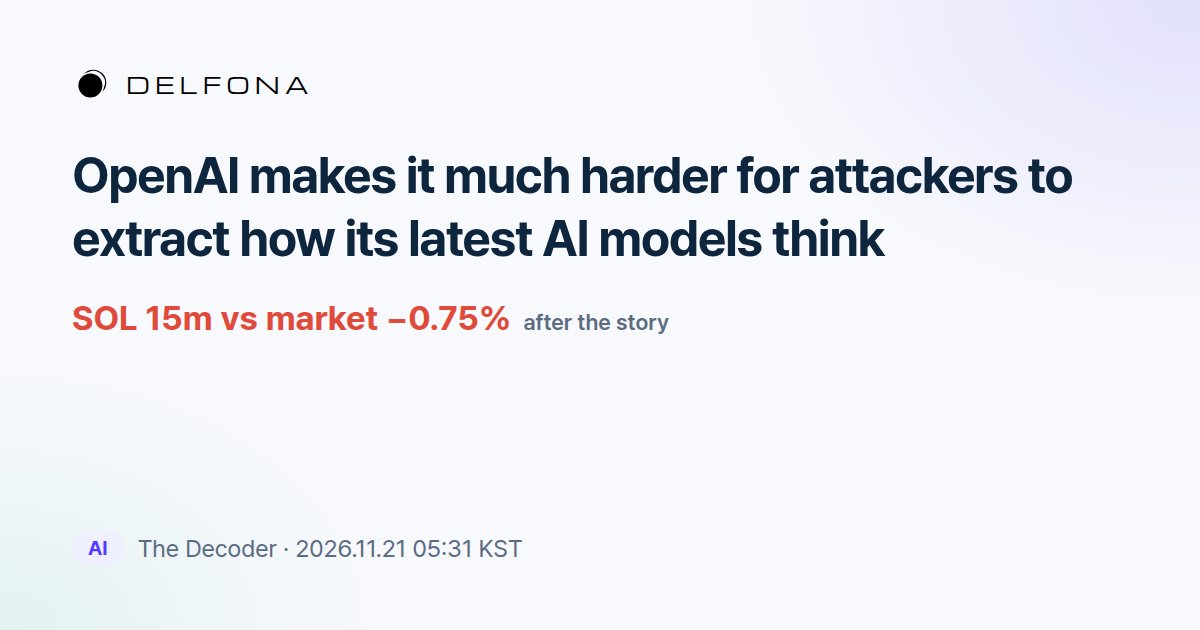 DELFONA
OpenAI makes it much harder for attackers to
extract how its latest AI models think
SOL 15m vs market −0.75% after the story
AI The Decoder · 2026.11.21 05:31 KST